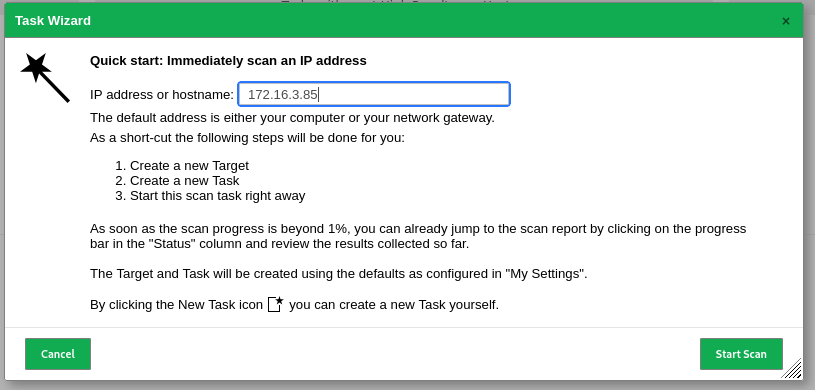 Task Wizard
×
Quick start: Immediately scan an IP address
IP address or hostname: 172.16.3.85
The default address is either your computer or your network gateway.
As a short-cut the following steps will be done for you:
1. Create a new Target
2. Create a new Task
3. Start this scan task right away
As soon as the scan progress is beyond 1%, you can already jump to the scan report by clicking on the progress
bar in the "Status" column and review the results collected so far.
The Target and Task will be created using the defaults as configured in "My Settings".
By clicking the New Task icon you can create a new Task yourself.
Cancel
Start Scan